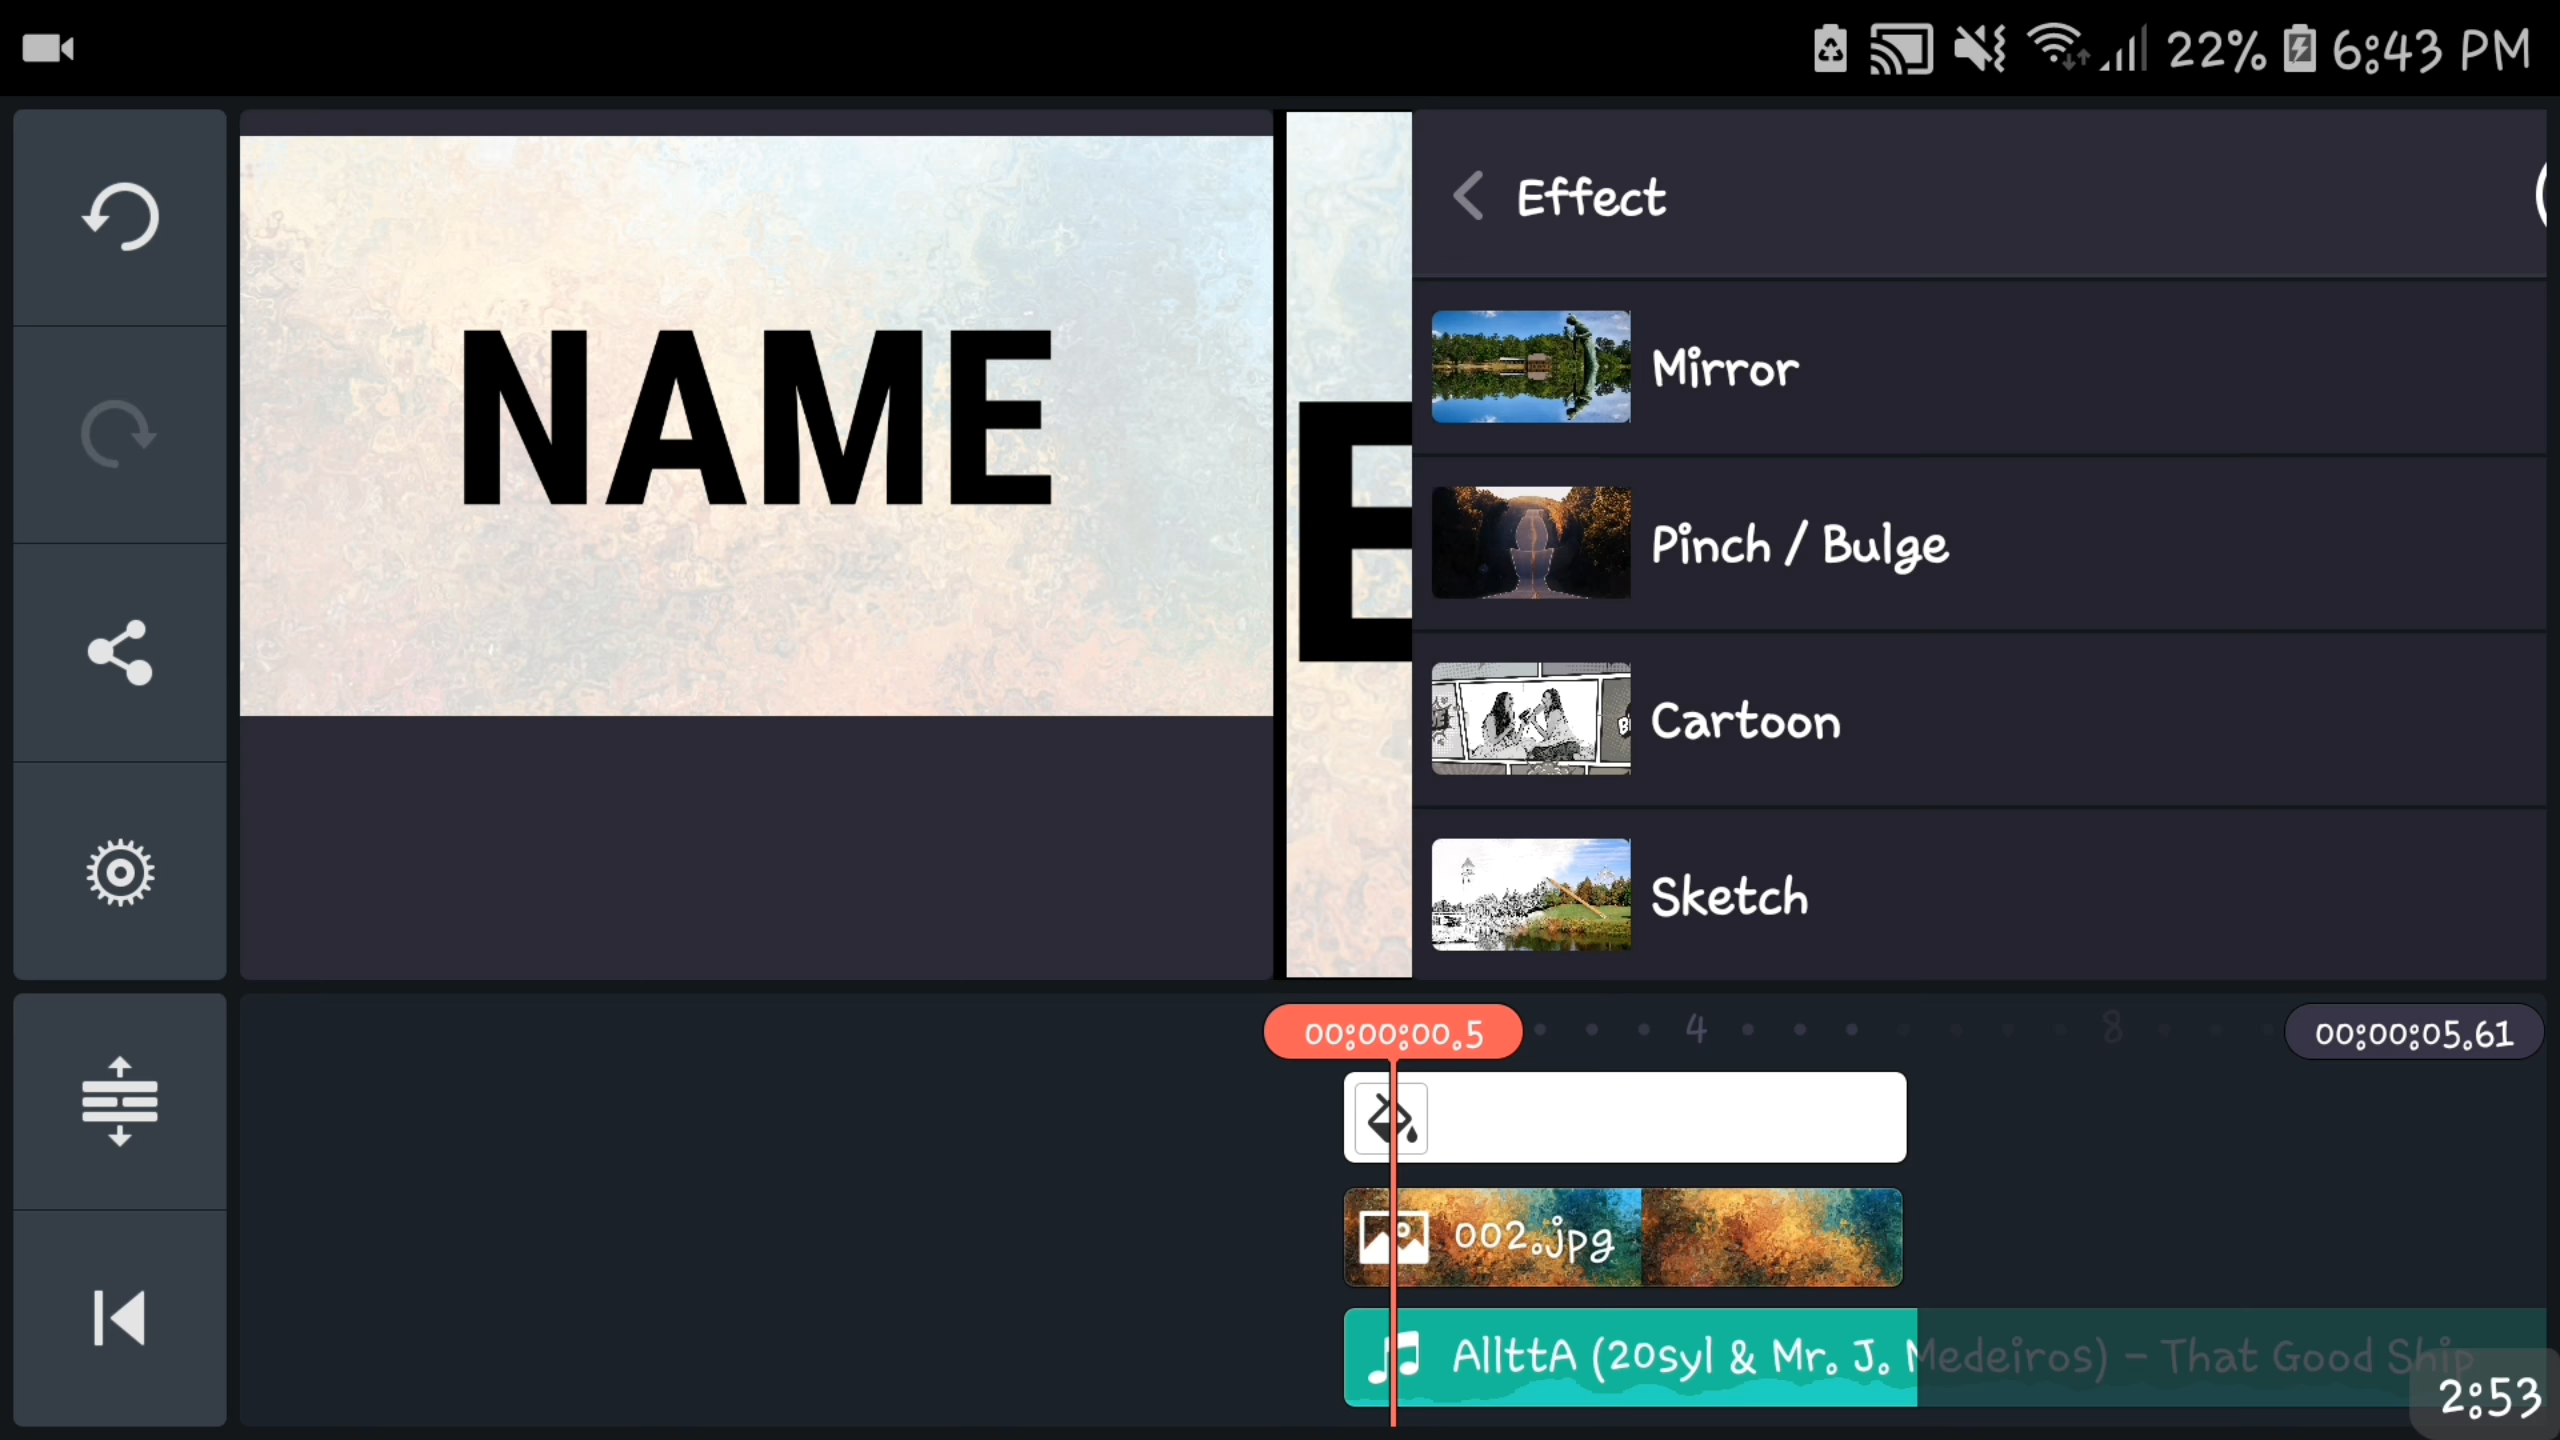 22% 6:43 PM
NAME
E
Effect
Mirror
Pinch / Bulge
Cartoon
Sketch
00:00:00.5
4
8
00:00:05.61
002.jpg
AllttA (20syl & Mr. J. Medeiros) - That Good Ship
2:53